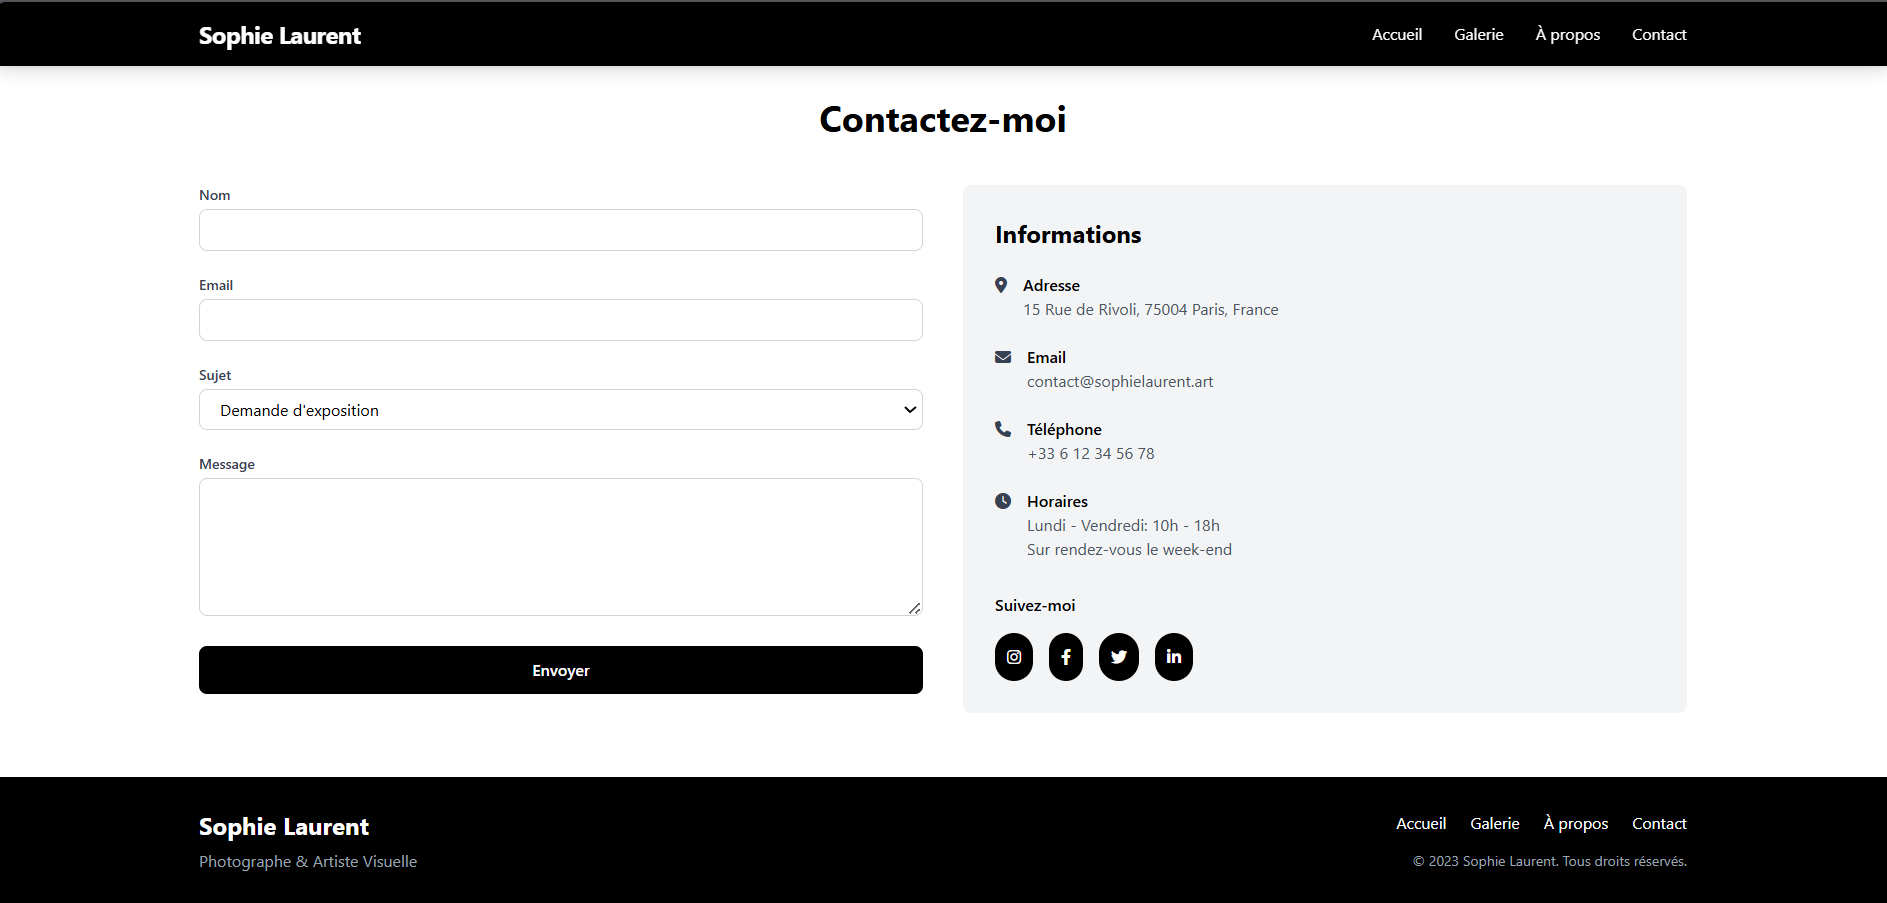 Sophie Laurent
Accueil Galerie À propos Contact
Contactez-moi
Nom
Email
Sujet
Demande d'exposition
Message
Envoyer
Informations
Adresse
15 Rue de Rivoli, 75004 Paris, France
Email
contact@sophielaurent.art
Téléphone
+33 6 12 34 56 78
Horaires
Lundi - Vendredi: 10h - 18h
Sur rendez-vous le week-end
Suivez-moi
Sophie Laurent
Photographe & Artiste Visuelle
Accueil Galerie À propos Contact
© 2023 Sophie Laurent. Tous droits réservés.